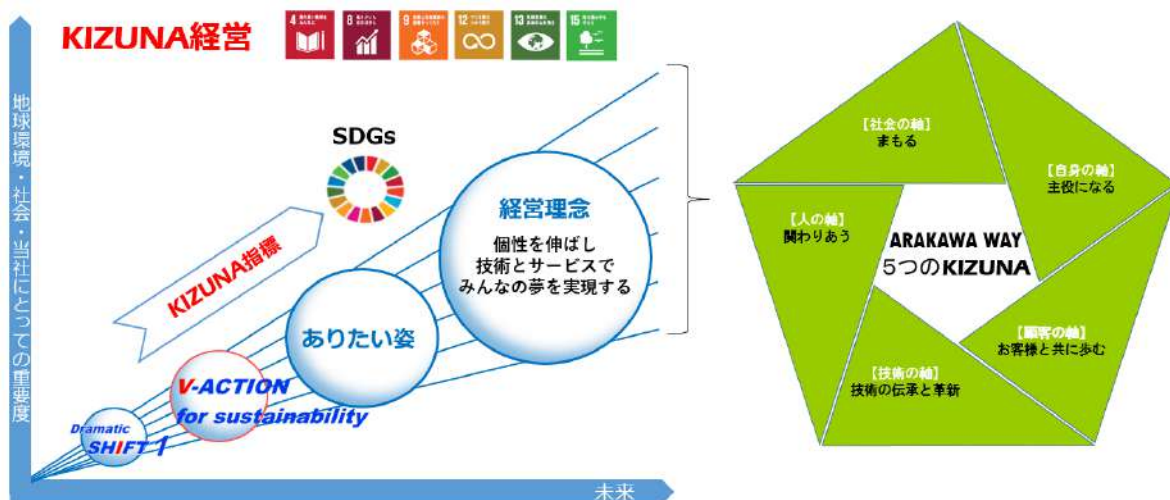 KIZUNA経営
4
8
9
12
13
15
地球環境・社会・当社にとっての重要度
SDGs
KIZUNA指標
経営理念
個性を伸ばし
技術とサービスで
みんなの夢を実現する
ありたい姿
V-ACTION
for sustainability
Dramatic
SHIFT 1
未来
【社会の軸】
まもる
【自身の軸】
主役になる
【人の軸】
関わりあう
ARAKAWA WAY
5つのKIZUNA
【顧客の軸】
お客様と共に歩む
【技術の軸】
技術の伝承と革新